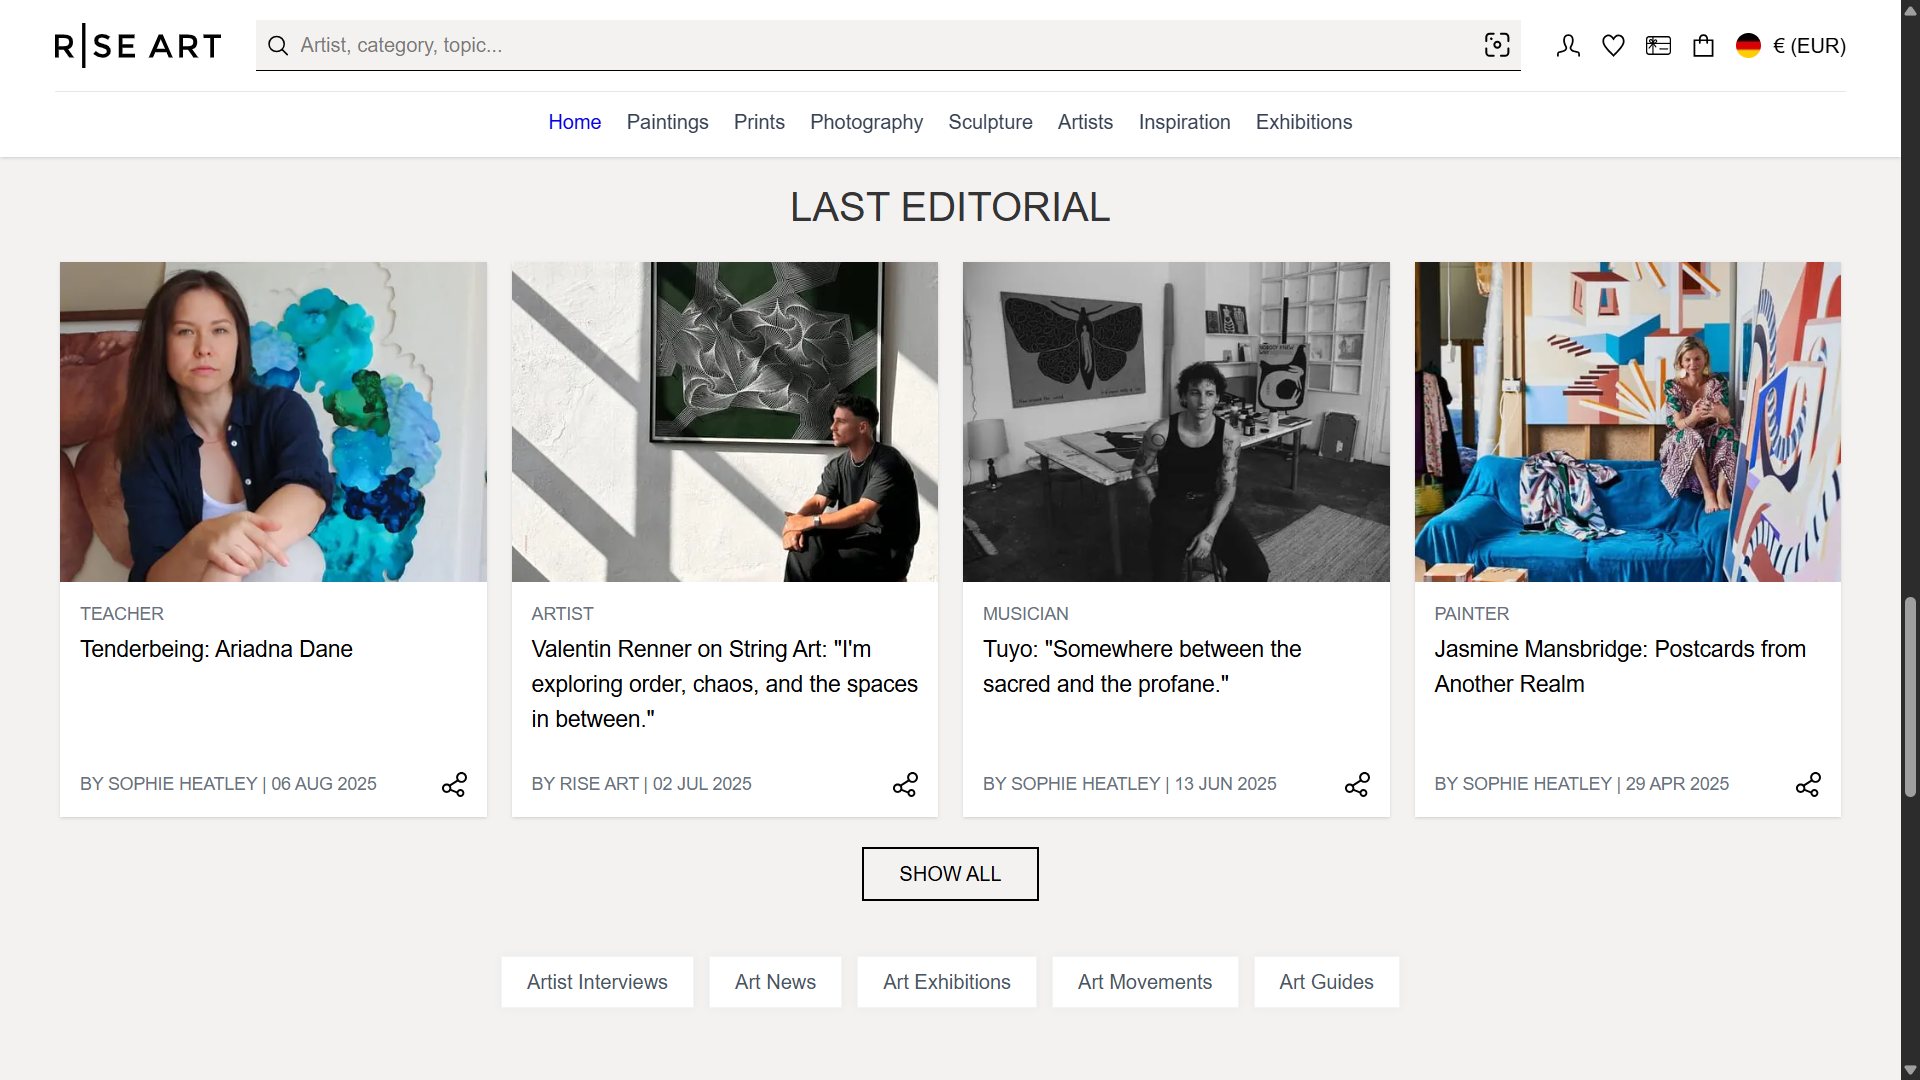 RISE ART
Artist, category, topic...
€ (EUR)
Home
Paintings
Prints
Photography
Sculpture
Artists
Inspiration
Exhibitions
LAST EDITORIAL
TEACHER
Tenderbeing: Ariadna Dane
BY SOPHIE HEATLEY | 06 AUG 2025
ARTIST
Valentin Renner on String Art: "I'm
exploring order, chaos, and the spaces
in between."
BY RISE ART | 02 JUL 2025
MUSICIAN
Tuyo: "Somewhere between the
sacred and the profane."
BY SOPHIE HEATLEY | 13 JUN 2025
PAINTER
Jasmine Mansbridge: Postcards from
Another Realm
BY SOPHIE HEATLEY | 29 APR 2025
SHOW ALL
Artist Interviews
Art News
Art Exhibitions
Art Movements
Art Guides